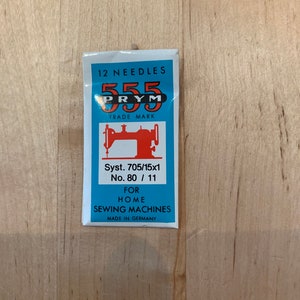 12 NEEDLES
555
PRYM
TRADE MARK
Syst. 705/15x1
No. 80 / 11
FOR
HOME
SEWING MACHINES
MADE IN GERMANY